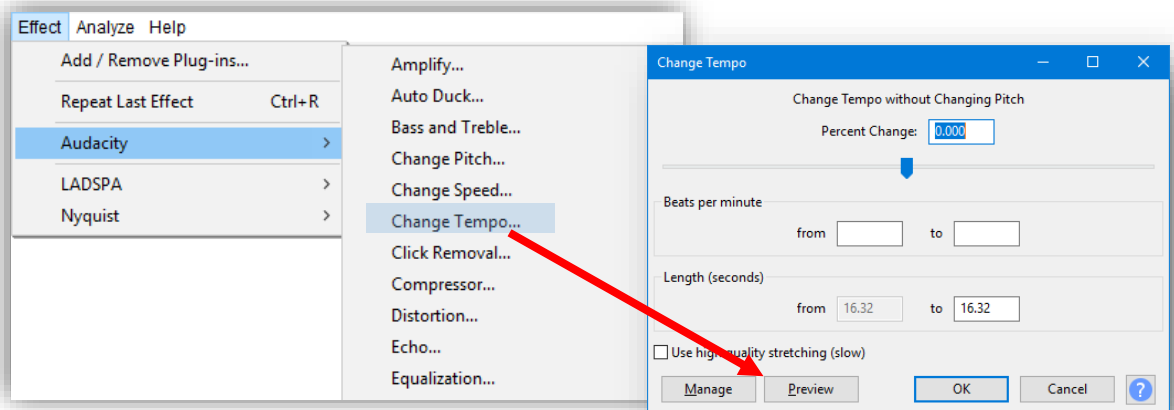 Effect Analyze Help
Add / Remove Plug-ins...
Repeat Last Effect Ctrl+R
Audacity >
LADSPA >
Nyquist >
Amplify...
Auto Duck...
Bass and Treble...
Change Pitch...
Change Speed...
Change Tempo...
Click Removal...
Compressor...
Distortion...
Echo...
Equalization...
Change Tempo
Change Tempo without Changing Pitch
Percent Change: 0.000
Beats per minute
from to
Length (seconds)
from 16.32 to 16.32
Use high quality stretching (slow)
Manage Preview OK Cancel ?